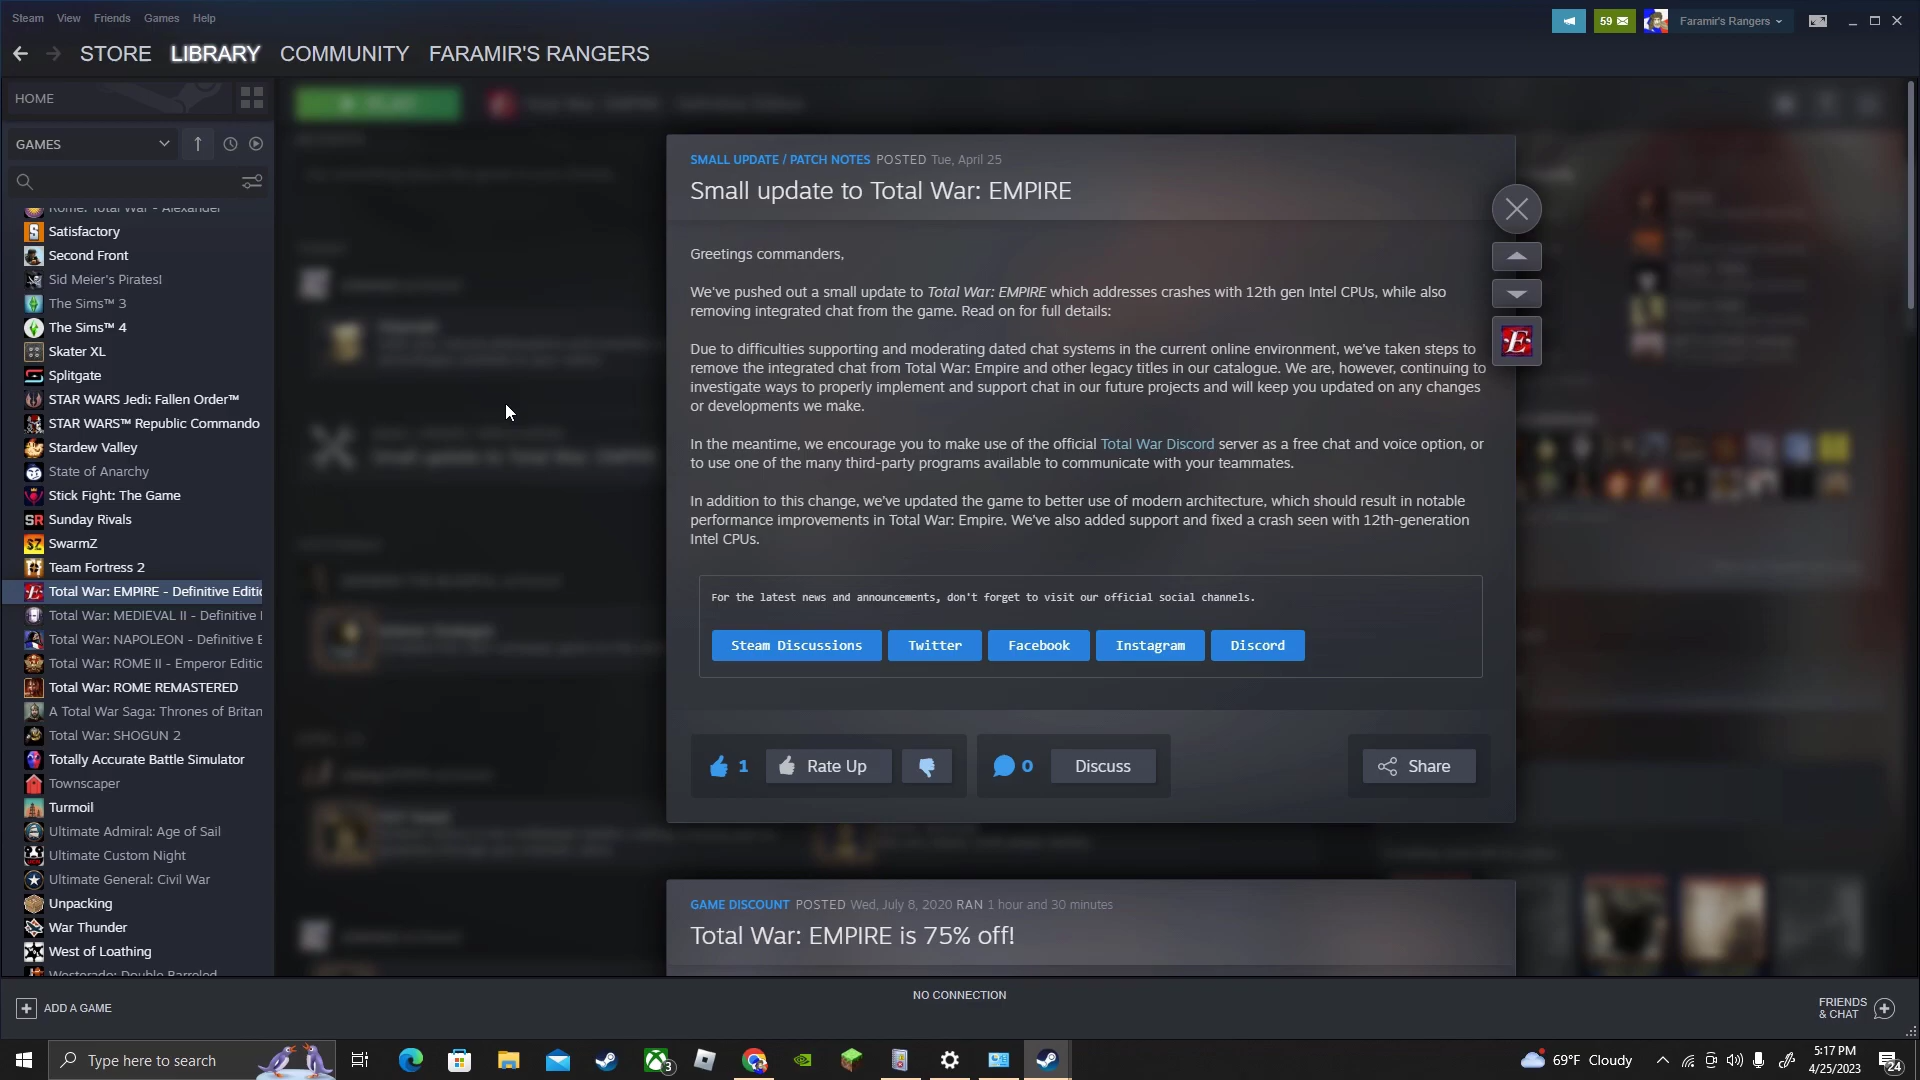 Steam View Friends Games Help
59 Faramir's Rangers
STORE LIBRARY COMMUNITY FARAMIR'S RANGERS
HOME
GAMES
Rome: Total War - Alexander
Satisfactory
Second Front
Sid Meier's Pirates!
The Sims™ 3
The Sims™ 4
Skater XL
Splitgate
STAR WARS Jedi: Fallen Order™
STAR WARS™ Republic Commando
Stardew Valley
State of Anarchy
Stick Fight: The Game
Sunday Rivals
SwarmZ
Team Fortress 2
Total War: EMPIRE - Definitive Editic
Total War: MEDIEVAL II - Definitive
Total War: NAPOLEON - Definitive E
Total War: ROME II - Emperor Editio
Total War: ROME REMASTERED
A Total War Saga: Thrones of Britan
Total War: SHOGUN 2
Totally Accurate Battle Simulator
Townscaper
Turmoil
Ultimate Admiral: Age of Sail
Ultimate Custom Night
Ultimate General: Civil War
Unpacking
War Thunder
West of Loathing
Westerado: Double Barreled
SMALL UPDATE / PATCH NOTES POSTED Tue, April 25
Small update to Total War: EMPIRE
Greetings commanders,
We've pushed out a small update to Total War: EMPIRE which addresses crashes with 12th gen Intel CPUs, while also
removing integrated chat from the game. Read on for full details:
Due to difficulties supporting and moderating dated chat systems in the current online environment, we've taken steps to
remove the integrated chat from Total War: Empire and other legacy titles in our catalogue. We are, however, continuing to
investigate ways to properly implement and support chat in our future projects and will keep you updated on any changes
or developments we make.
In the meantime, we encourage you to make use of the official Total War Discord server as a free chat and voice option, or
to use one of the many third-party programs available to communicate with your teammates.
In addition to this change, we've updated the game to better use of modern architecture, which should result in notable
performance improvements in Total War: Empire. We've also added support and fixed a crash seen with 12th-generation
Intel CPUs.
For the latest news and announcements, don't forget to visit our official social channels.
Steam Discussions Twitter Facebook Instagram Discord
1 Rate Up 0 Discuss Share
GAME DISCOUNT POSTED Wed, July 8, 2020 RAN 1 hour and 30 minutes
Total War: EMPIRE is 75% off!
ADD A GAME
NO CONNECTION
FRIENDS
& CHAT
Type here to search
3
69°F Cloudy
5:17 PM
4/25/2023
24